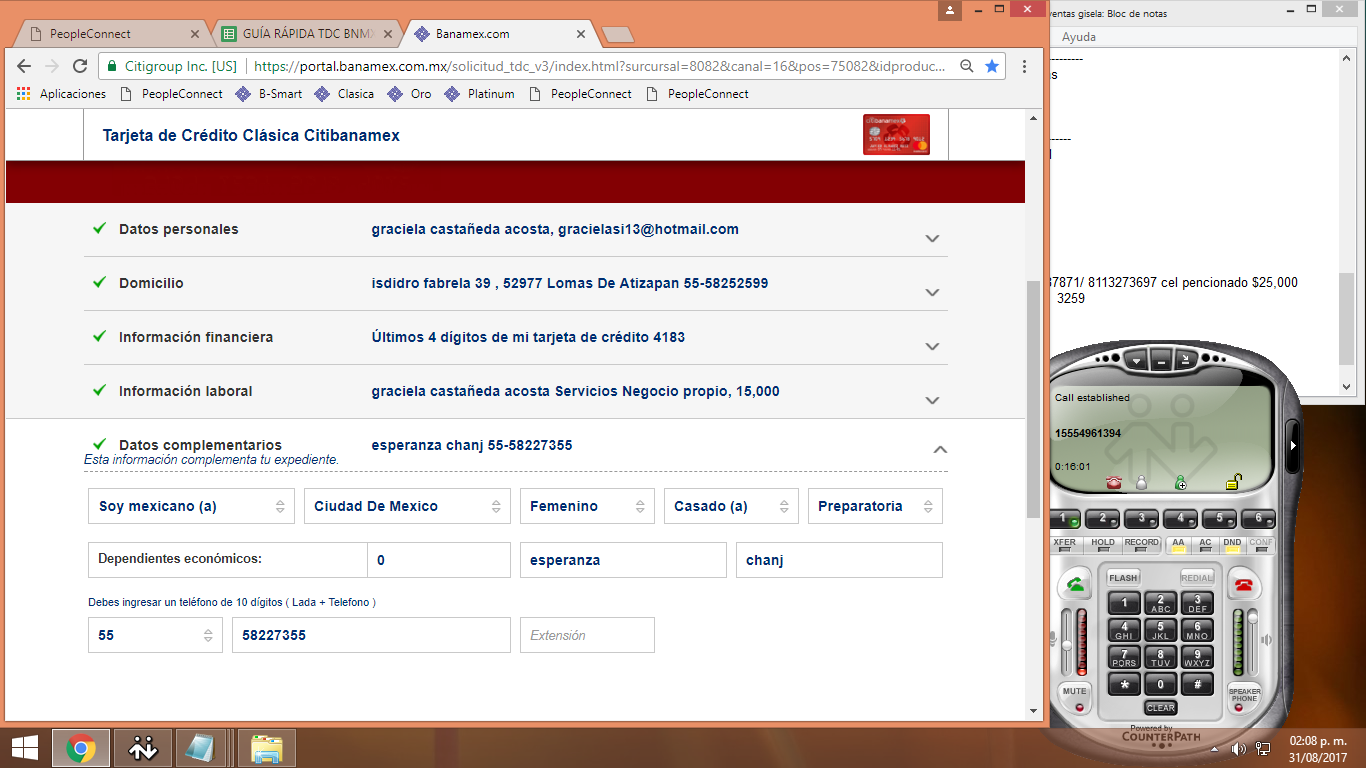 PeopleConnect
GUÍA RÁPIDA TDC BNMX
Banamex.com
ventas gisela: Bloc de notas
Ayuda
Citigroup Inc. [US] https://portal.banamex.com.mx/solicitud_tdc_v3/index.html?surcursal=8082&canal=16&pos=75082&idproduc...
Aplicaciones PeopleConnect B-Smart Clasica Oro Platinum PeopleConnect PeopleConnect
Tarjeta de Crédito Clásica Citibanamex
Datos personales graciela castañeda acosta, gracielasi13@hotmail.com
Domicilio isdidro fabrela 39 , 52977 Lomas De Atizapan 55-58252599
Información financiera Últimos 4 dígitos de mi tarjeta de crédito 4183
Información laboral graciela castañeda acosta Servicios Negocio propio, 15,000
Datos complementarios esperanza chanj 55-58227355
Esta información complementa tu expediente.
Soy mexicano (a) Ciudad De Mexico Femenino Casado (a) Preparatoria
Dependientes económicos: 0 esperanza chanj
Debes ingresar un teléfono de 10 dígitos ( Lada + Telefono )
55 58227355 Extensión
37871/ 8113273697 cel pencionado $25,000
3259
Call established
15554961394
0:16:01
1 2 3 4 5 6
XFER HOLD RECORD AA AC DND CONF
FLASH REDIAL
1 2 ABC 3 DEF
4 GHI 5 JKL 6 MNO
7 PQRS 8 TUV 9 WXYZ
* 0 #
MUTE CLEAR SPEAKER PHONE
Powered by
COUNTERPATH
02:08 p. m.
31/08/2017